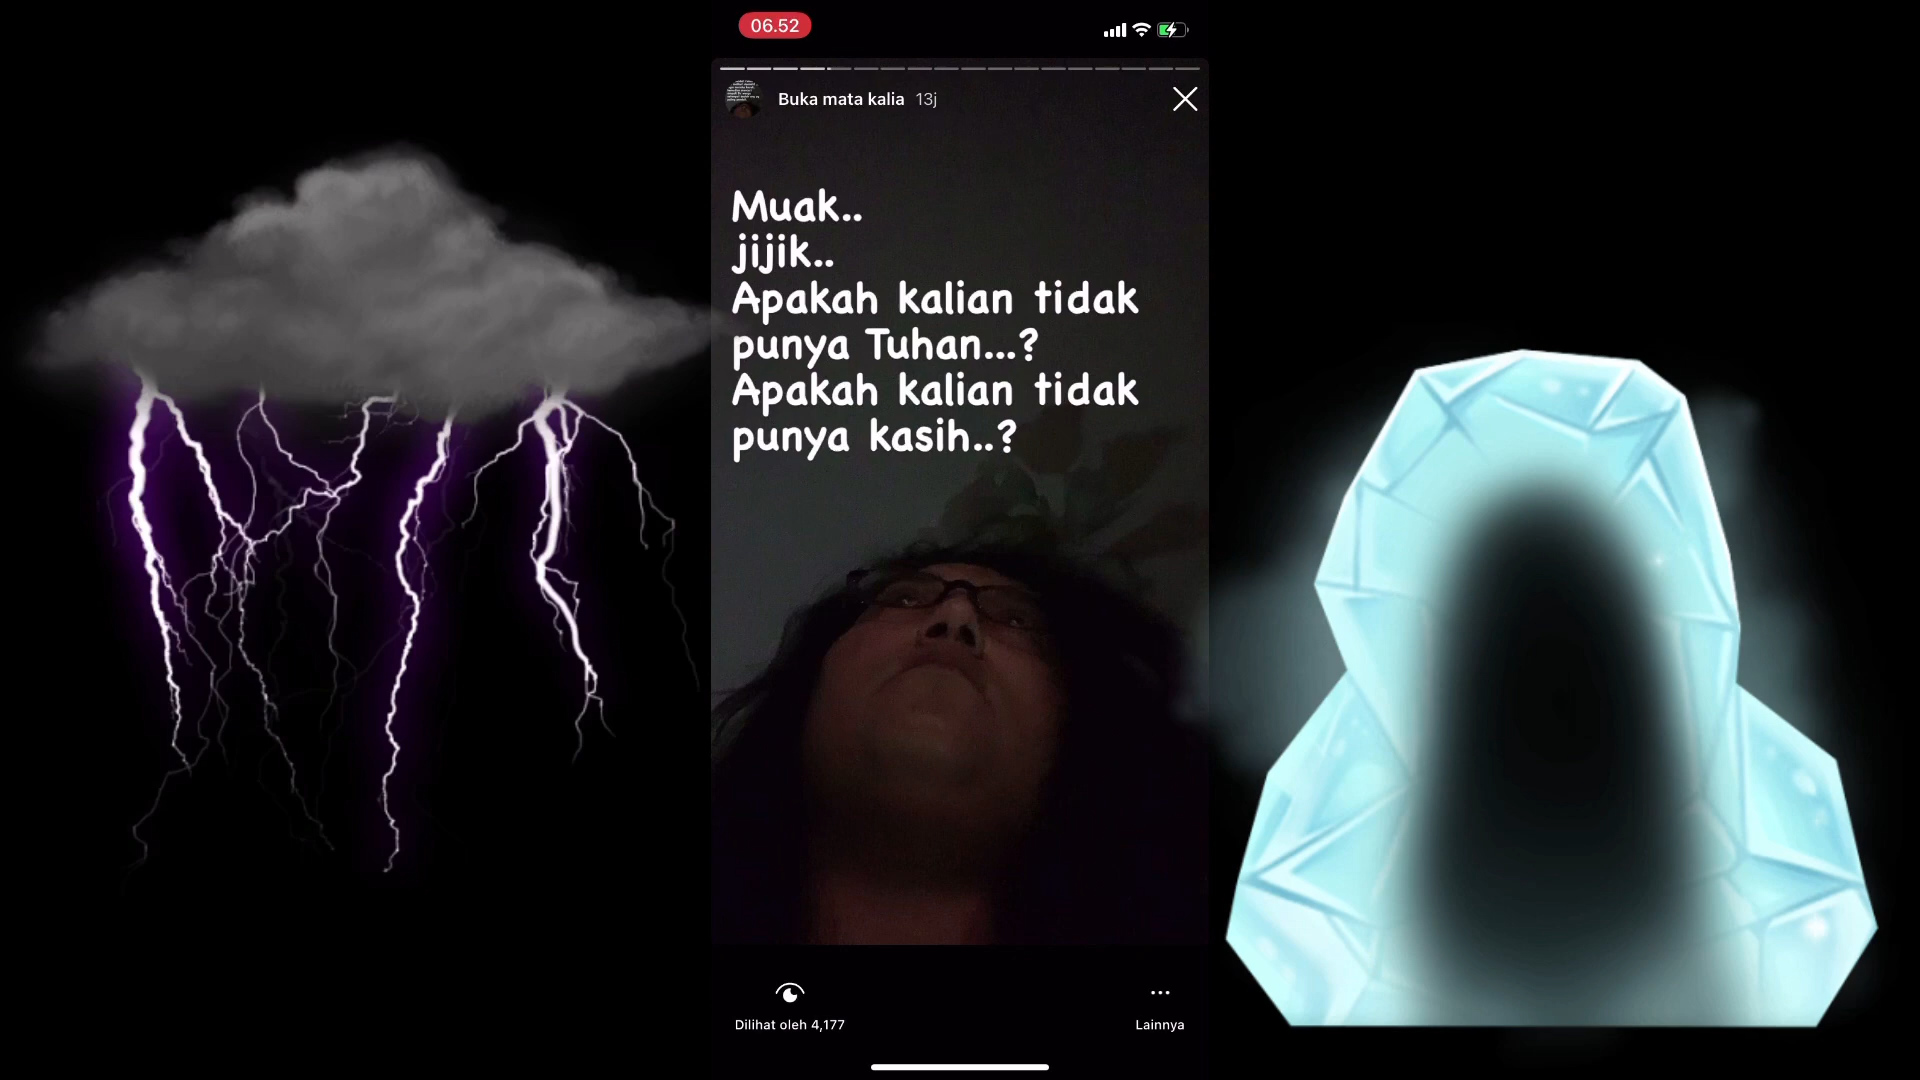 06.52
Buka mata kalia 13j
Muak..
jijik..
Apakah kalian tidak
punya Tuhan...?
Apakah kalian tidak
punya kasih..?
Dilihat oleh 4,177
Lainnya